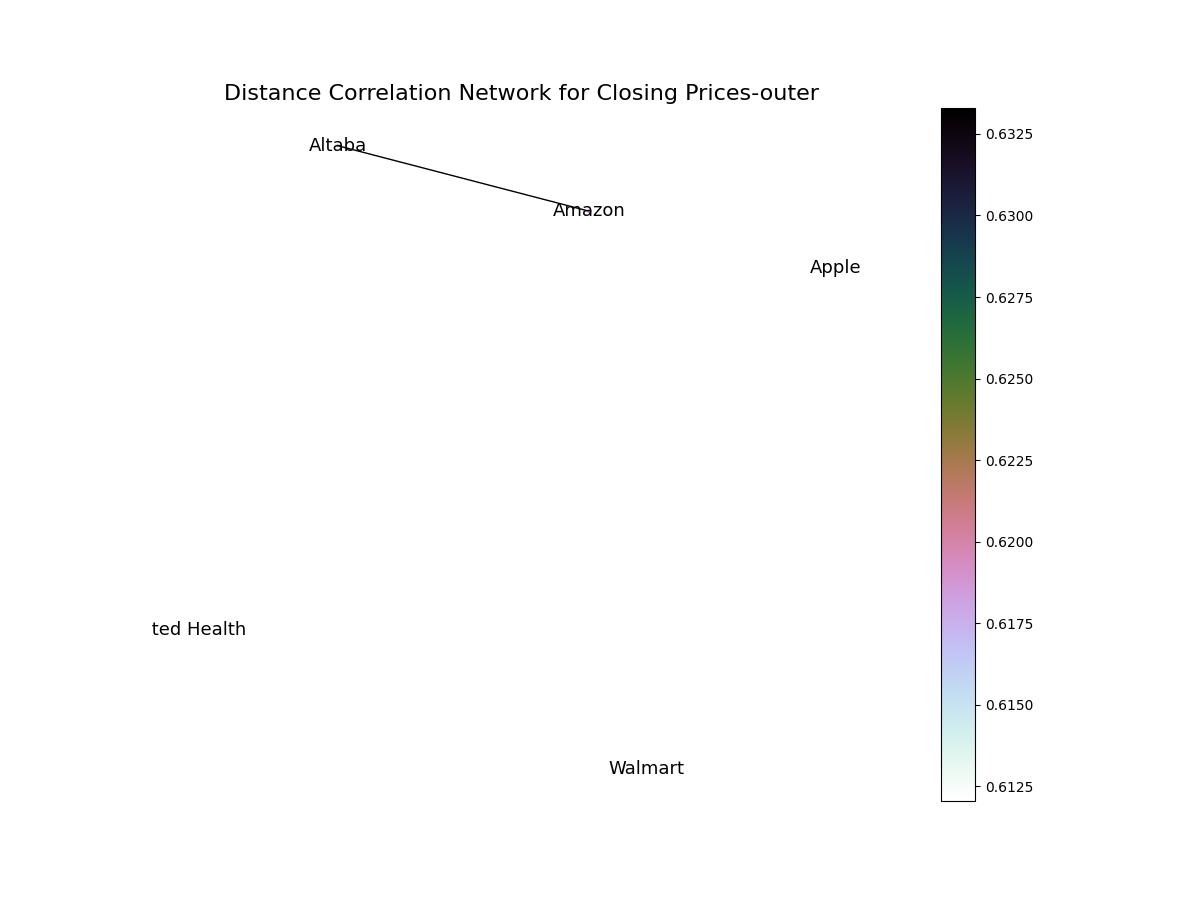 Distance Correlation Network for Closing Prices-outer
Altaba
Amazon
Apple
ted Health
Walmart
0.6325
0.6300
0.6275
0.6250
0.6225
0.6200
0.6175
0.6150
0.6125